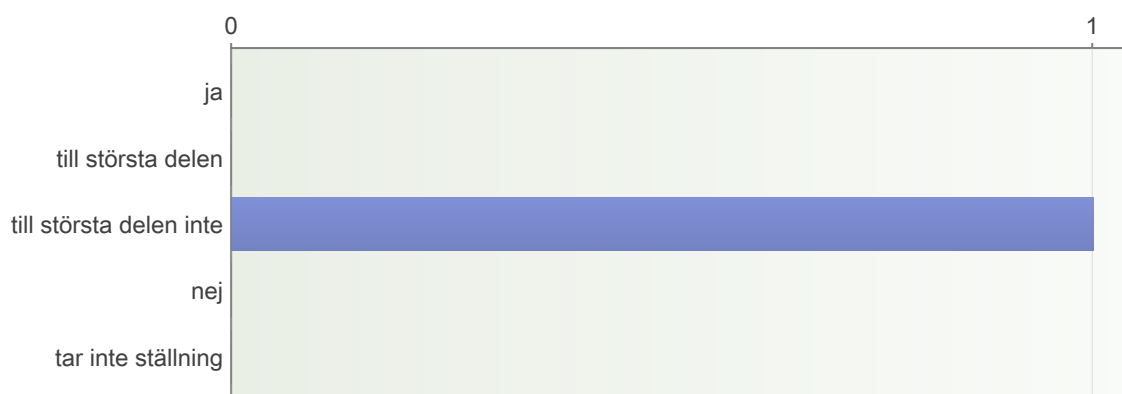 0 1
ja
till största delen
till största delen inte
nej
tar inte ställning